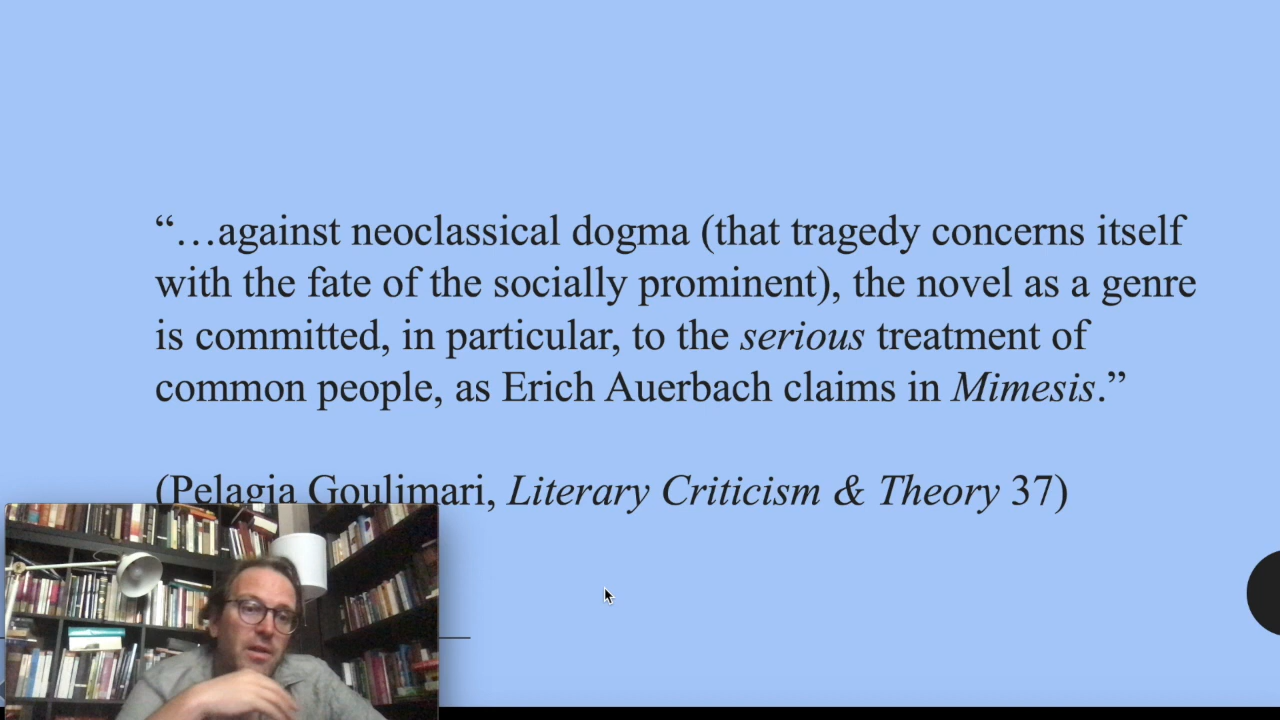 “…against neoclassical dogma (that tragedy concerns itself
with the fate of the socially prominent), the novel as a genre
is committed, in particular, to the serious treatment of
common people, as Erich Auerbach claims in Mimesis.”
(Pelagia Goulimari, Literary Criticism & Theory 37)